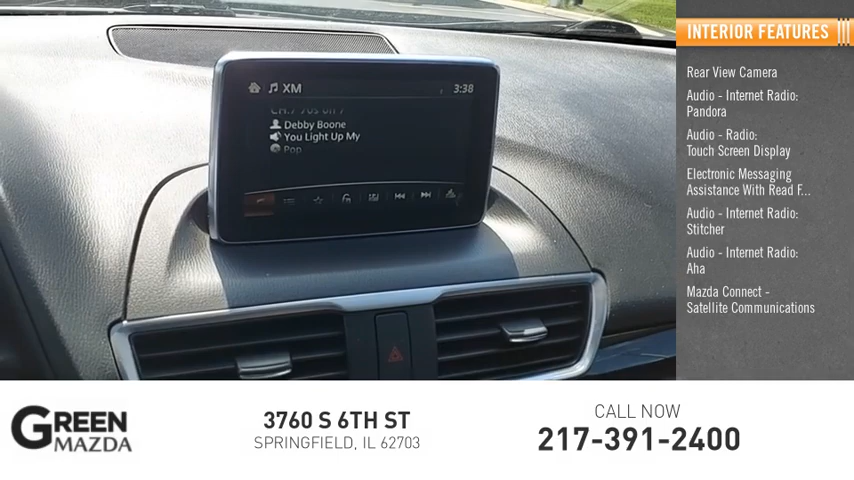 INTERIOR FEATURES
Rear View Camera
Audio - Internet Radio:
Pandora
Audio - Radio:
Touch Screen Display
Electronic Messaging
Assistance With Read F...
Audio - Internet Radio:
Stitcher
Audio - Internet Radio:
Aha
Mazda Connect -
Satellite Communications
XM
3:38
Debby Boone
You Light Up My
Pop
GREEN
MAZDA
3760 S 6TH ST
SPRINGFIELD, IL 62703
CALL NOW
217-391-2400